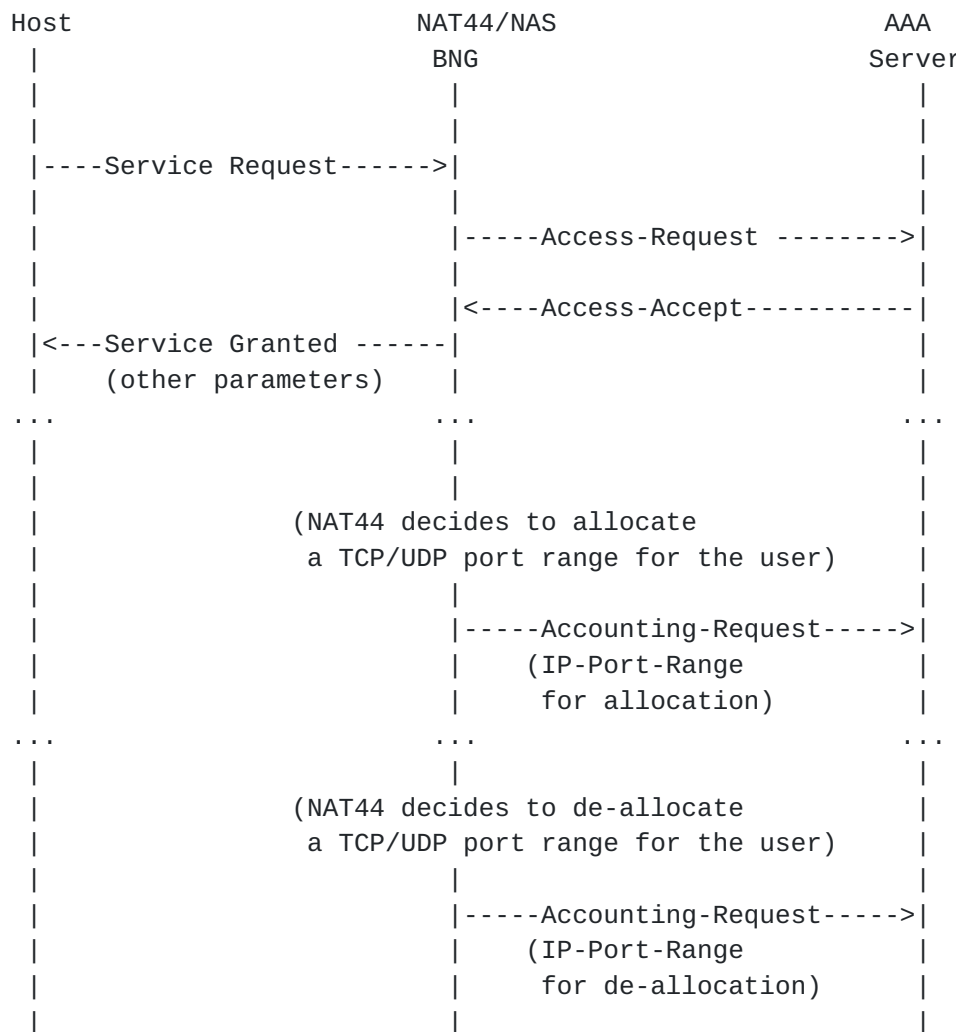 Host                      NAT44/NAS                     AAA
 |                         BNG                         Server
 |                           |                             |
 |                           |                             |
 |----Service Request------>|                             |
 |                           |                             |
 |                           |-----Access-Request -------->|
 |                           |                             |
 |                           |<----Access-Accept-----------|
 |<---Service Granted ------|                             |
 |    (other parameters)    |                             |
...                        ...                           ...
 |                           |                             |
 |                           |                             |
 |                (NAT44 decides to allocate              |
 |                 a TCP/UDP port range for the user)     |
 |                           |                             |
 |                           |-----Accounting-Request----->|
 |                           |    (IP-Port-Range           |
 |                           |     for allocation)         |
...                        ...                           ...
 |                           |                             |
 |                (NAT44 decides to de-allocate           |
 |                 a TCP/UDP port range for the user)     |
 |                           |                             |
 |                           |-----Accounting-Request----->|
 |                           |    (IP-Port-Range           |
 |                           |     for de-allocation)      |
 |                           |                             |